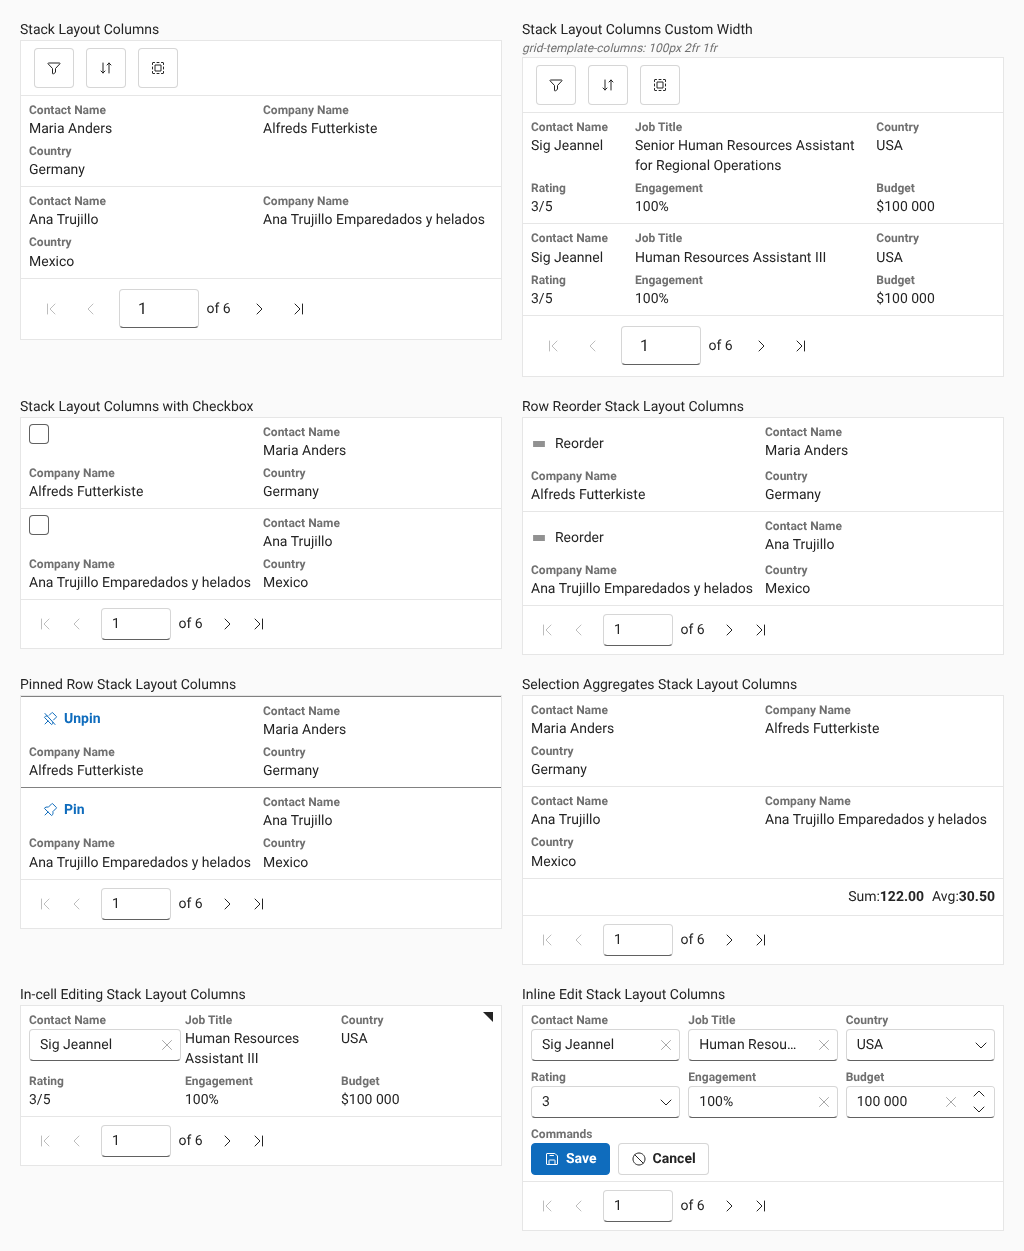 Stack Layout Columns
Contact Name Company Name
Maria Anders Alfreds Futterkiste
Country
Germany
Contact Name Company Name
Ana Trujillo Ana Trujillo Emparedados y helados
Country
Mexico
1 of 6
Stack Layout Columns Custom Width
grid-template-columns: 100px 2fr 1fr
Contact Name Job Title Country
Sig Jeannel Senior Human Resources Assistant USA
for Regional Operations
Rating Engagement Budget
3/5 100% $100 000
Contact Name Job Title Country
Sig Jeannel Human Resources Assistant III USA
Rating Engagement Budget
3/5 100% $100 000
1 of 6
Stack Layout Columns with Checkbox
Contact Name
Maria Anders
Company Name Country
Alfreds Futterkiste Germany
Contact Name
Ana Trujillo
Company Name Country
Ana Trujillo Emparedados y helados Mexico
1 of 6
Row Reorder Stack Layout Columns
Contact Name
Reorder Maria Anders
Company Name Country
Alfreds Futterkiste Germany
Contact Name
Reorder Ana Trujillo
Company Name Country
Ana Trujillo Emparedados y helados Mexico
1 of 6
Pinned Row Stack Layout Columns
Contact Name
Unpin Maria Anders
Company Name Country
Alfreds Futterkiste Germany
Contact Name
Pin Ana Trujillo
Company Name Country
Ana Trujillo Emparedados y helados Mexico
1 of 6
Selection Aggregates Stack Layout Columns
Contact Name Company Name
Maria Anders Alfreds Futterkiste
Country
Germany
Contact Name Company Name
Ana Trujillo Ana Trujillo Emparedados y helados
Country
Mexico
Sum:122.00 Avg:30.50
1 of 6
In-cell Editing Stack Layout Columns
Contact Name Job Title Country
Sig Jeannel Human Resources USA
Assistant III
Rating Engagement Budget
3/5 100% $100 000
1 of 6
Inline Edit Stack Layout Columns
Contact Name Job Title Country
Sig Jeannel Human Resou... USA
Rating Engagement Budget
3 100% 100 000
Commands
Save Cancel
1 of 6